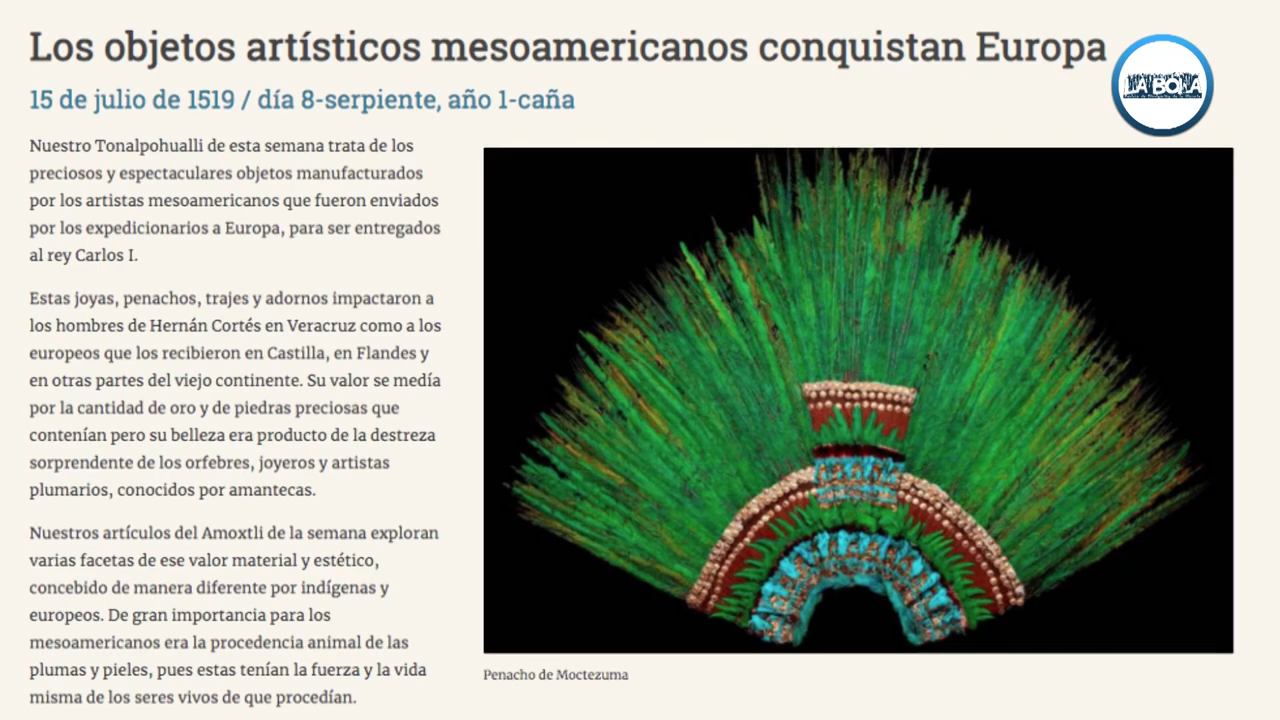 Los objetos artísticos mesoamericanos conquistan Europa
LA BOLA
15 de julio de 1519 / día 8-serpiente, año 1-caña
Nuestro Tonalpohualli de esta semana trata de los
preciosos y espectaculares objetos manufacturados
por los artistas mesoamericanos que fueron enviados
por los expedicionarios a Europa, para ser entregados
al rey Carlos I.
Estas joyas, penachos, trajes y adornos impactaron a
los hombres de Hernán Cortés en Veracruz como a los
europeos que los recibieron en Castilla, en Flandes y
en otras partes del viejo continente. Su valor se medía
por la cantidad de oro y de piedras preciosas que
contenían pero su belleza era producto de la destreza
sorprendente de los orfebres, joyeros y artistas
plumarios, conocidos por amantecas.
Nuestros artículos del Amoxtli de la semana exploran
varias facetas de ese valor material y estético,
concebido de manera diferente por indígenas y
europeos. De gran importancia para los
mesoamericanos era la procedencia animal de las
plumas y pieles, pues estas tenían la fuerza y la vida
misma de los seres vivos de que procedían.
Penacho de Moctezuma